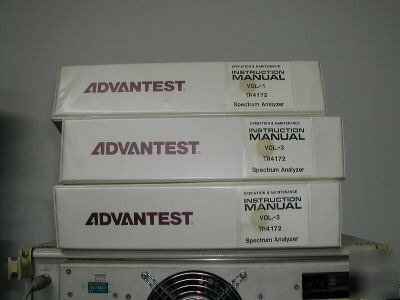 ADVANTEST
OPERATION & MAINTENANCE
INSTRUCTION
MANUAL
VOL-1
TR4172
Spectrum Analyzer
ADVANTEST
OPERATION & MAINTENANCE
INSTRUCTION
MANUAL
VOL-3
TR4172
Spectrum Analyzer
ADVANTEST
OPERATION & MAINTENANCE
INSTRUCTION
MANUAL
VOL-2
TR4172
Spectrum Analyzer